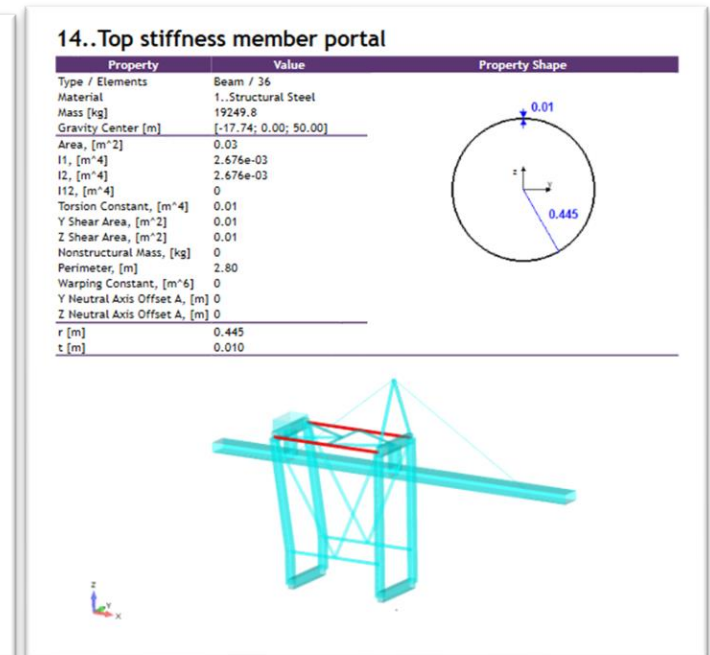 14..Top stiffness member portal
Property Value Property Shape
Type / Elements Beam / 36
Material 1..Structural Steel
Mass [kg] 19249.8
Gravity Center [m] [-17.74; 0.00; 50.00]
Area, [m^2] 0.03
I1, [m^4] 2.676e-03
I2, [m^4] 2.676e-03
I12, [m^4] 0
Torsion Constant, [m^4] 0.01
Y Shear Area, [m^2] 0.01
Z Shear Area, [m^2] 0.01
Nonstructural Mass, [kg] 0
Perimeter, [m] 2.80
Warping Constant, [m^6] 0
Y Neutral Axis Offset A, [m] 0
Z Neutral Axis Offset A, [m] 0
r [m] 0.445
t [m] 0.010
0.01
z
y
0.445
z
Y
x